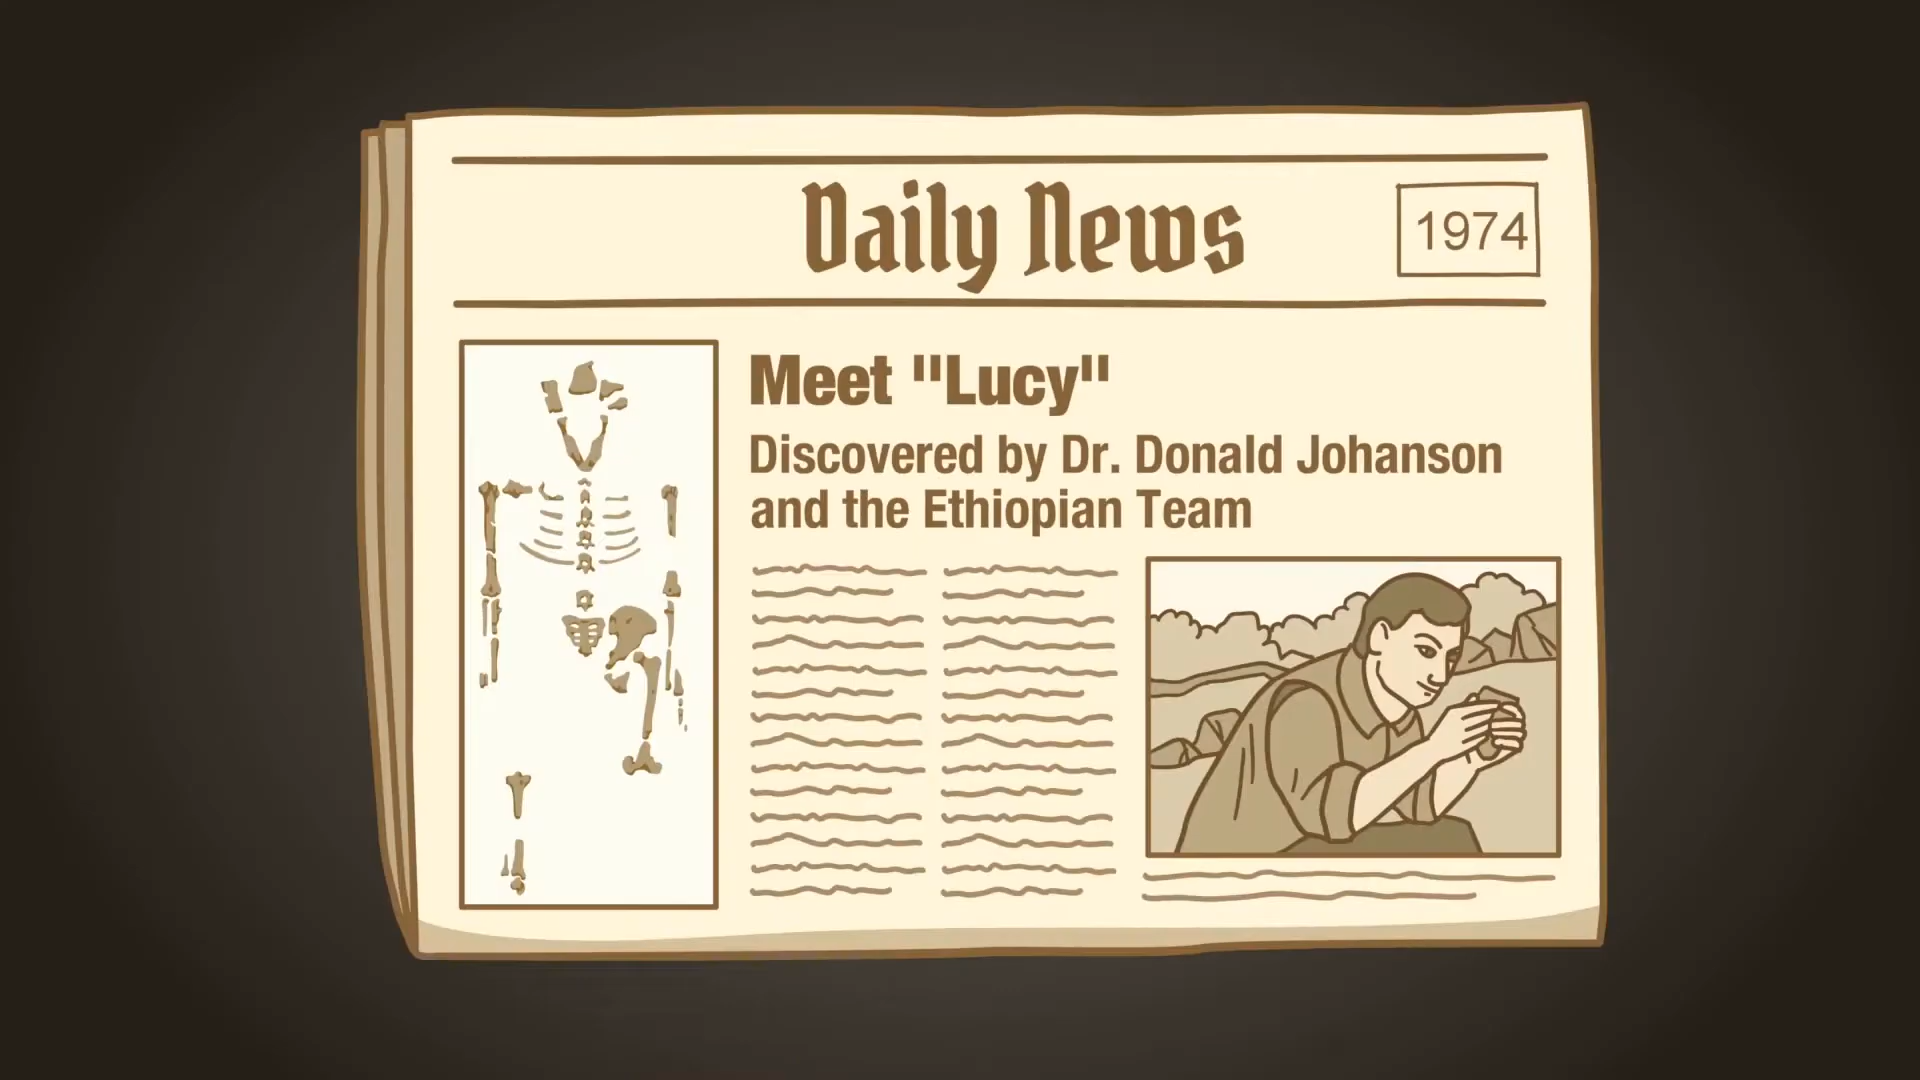 Daily News
1974
Meet "Lucy"
Discovered by Dr. Donald Johanson
and the Ethiopian Team